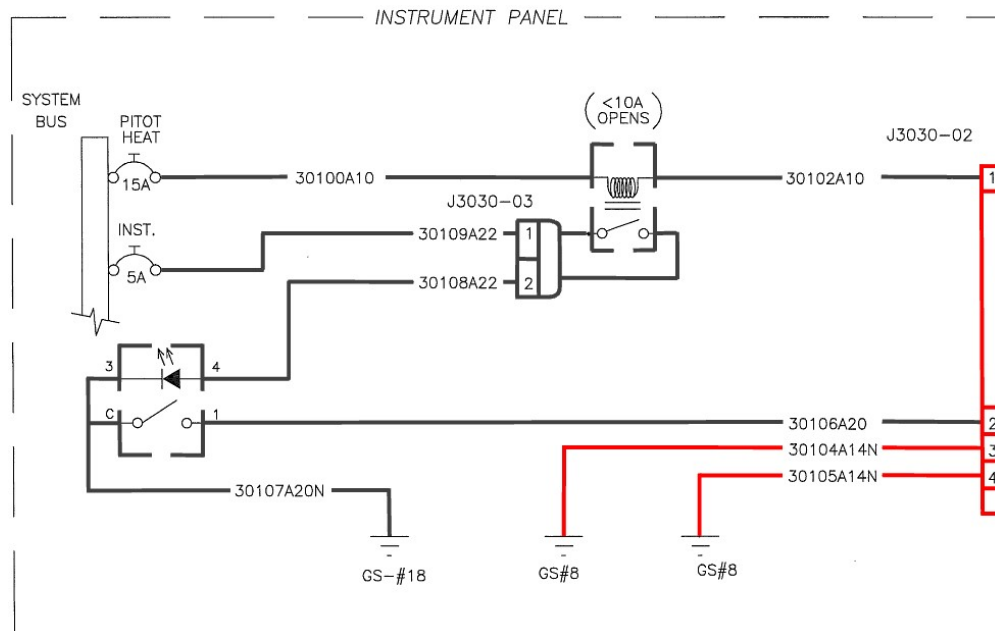 INSTRUMENT PANEL
SYSTEM
BUS
PITOT
HEAT
15A
30100A10
(<10A
OPENS)
30102A10
J3030-02
1
J3030-03
INST.
5A
30109A22
1
30108A22
2
3
4
C
1
30106A20
2
30104A14N
3
30105A14N
4
30107A20N
GS-#18
GS#8
GS#8